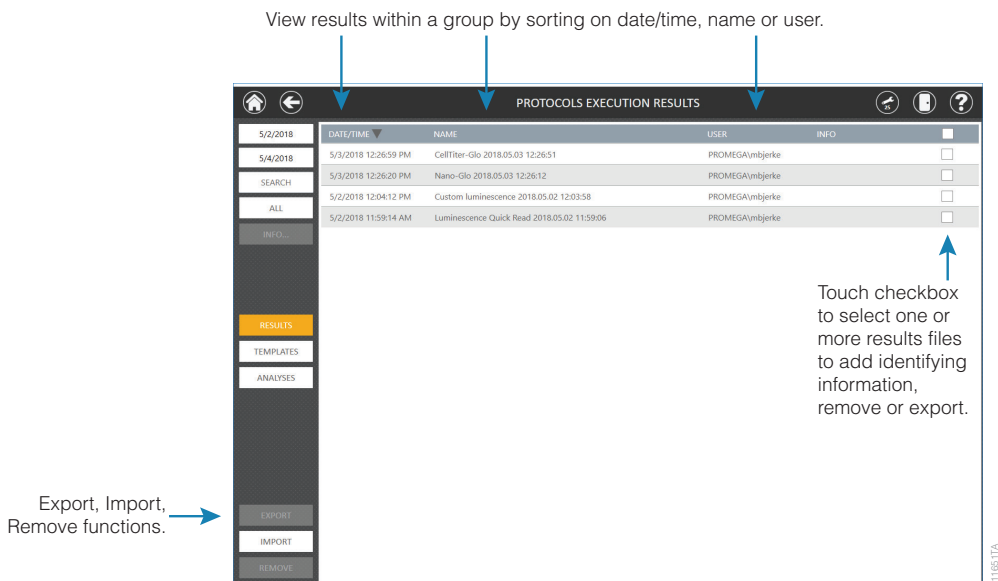 View results within a group by sorting on date/time, name or user.
PROTOCOLS EXECUTION RESULTS
25
?
5/2/2018
5/4/2018
SEARCH
ALL
INFO...
DATE/TIME NAME USER INFO
5/3/2018 12:26:59 PM CellTiter-Glo 2018.05.03 12:26:51 PROMEGA\mbjerke
5/3/2018 12:26:20 PM Nano-Glo 2018.05.03 12:26:12 PROMEGA\mbjerke
5/2/2018 12:04:12 PM Custom luminescence 2018.05.02 12:03:58 PROMEGA\mbjerke
5/2/2018 11:59:14 AM Luminescence Quick Read 2018.05.02 11:59:06 PROMEGA\mbjerke
Touch checkbox
to select one or
more results files
to add identifying
information,
remove or export.
RESULTS
TEMPLATES
ANALYSES
Export, Import,
Remove functions.
EXPORT
IMPORT
REMOVE
11651TA